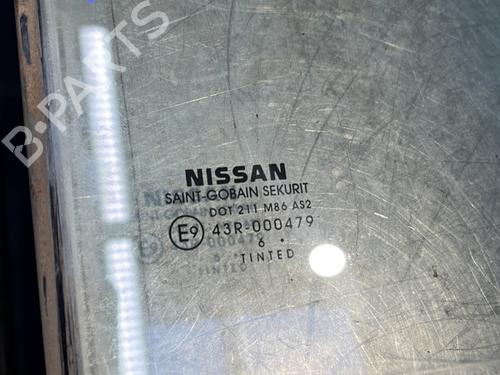 B-PARTS
NISSAN
SAINT-GOBAIN SEKURIT
DOT 211 M86 AS2
E9 43R-000479
6 •
TINTED